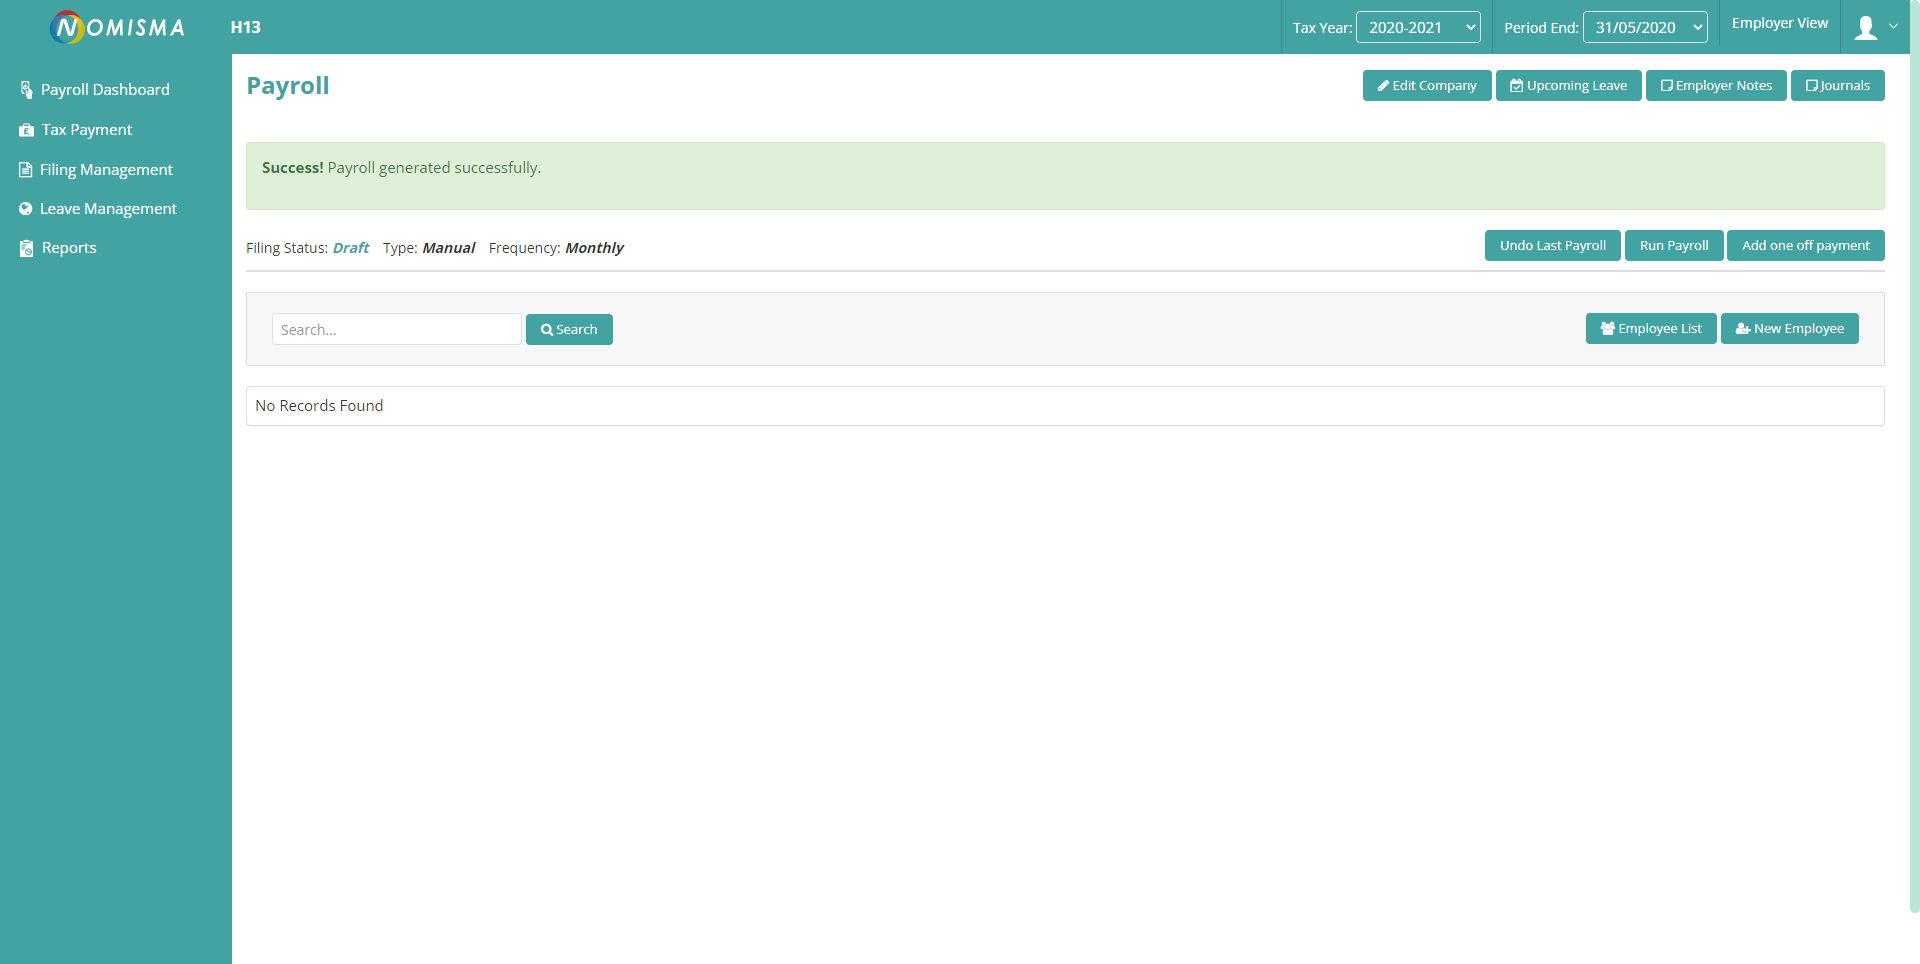 NOMISMA
H13
Tax Year: 2020-2021
Period End: 31/05/2020
Employer View
Payroll Dashboard
Tax Payment
Filing Management
Leave Management
Reports
Payroll
Edit Company
Upcoming Leave
Employer Notes
Journals
Success! Payroll generated successfully.
Filing Status: Draft Type: Manual Frequency: Monthly
Undo Last Payroll
Run Payroll
Add one off payment
Search...
Search
Employee List
New Employee
No Records Found